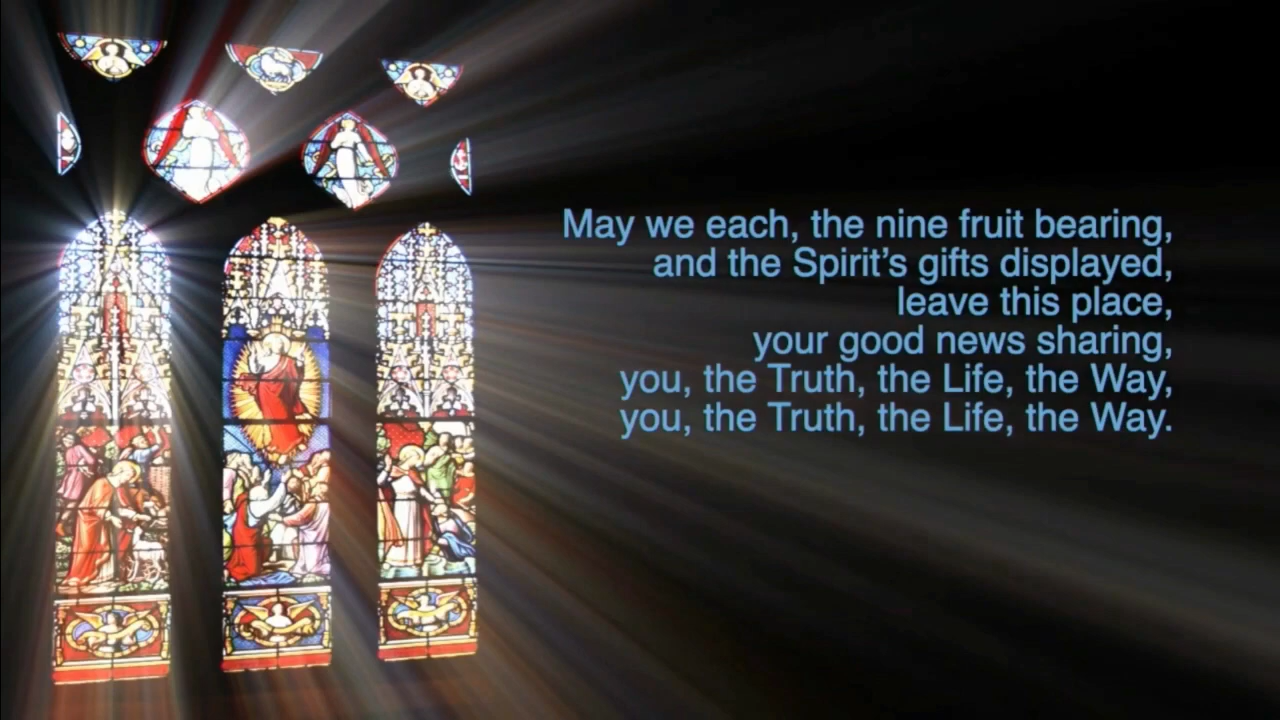 May we each, the nine fruit bearing,
and the Spirit’s gifts displayed,
leave this place,
your good news sharing,
you, the Truth, the Life, the Way,
you, the Truth, the Life, the Way.